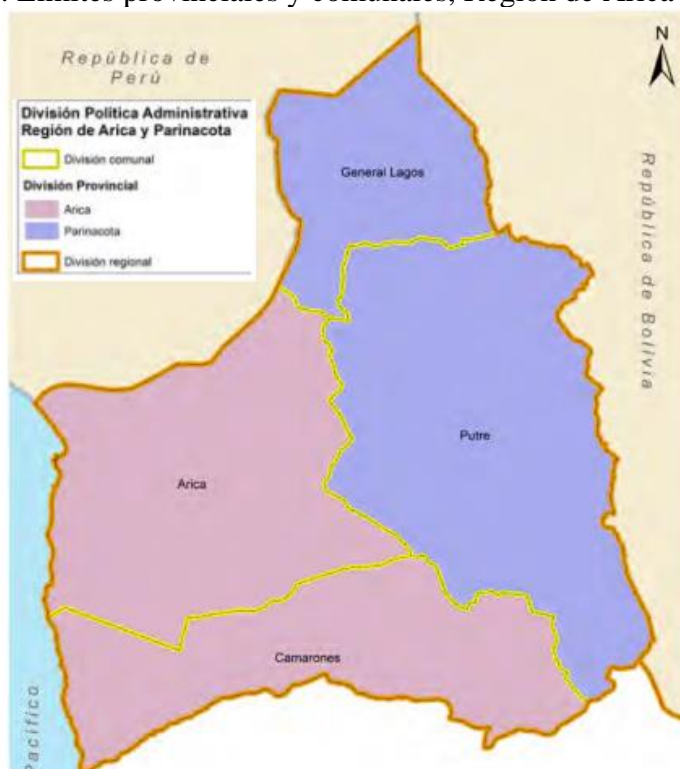 . Límites provinciales y comunales, Región de Arica
República de
Perú
N
División Política Administrativa
Región de Arica y Parinacota
División comunal
División Provincial
Arica
Parinacota
División regional
General Lagos
República de Bolivia
Putre
Arica
Camarones
Pacífico